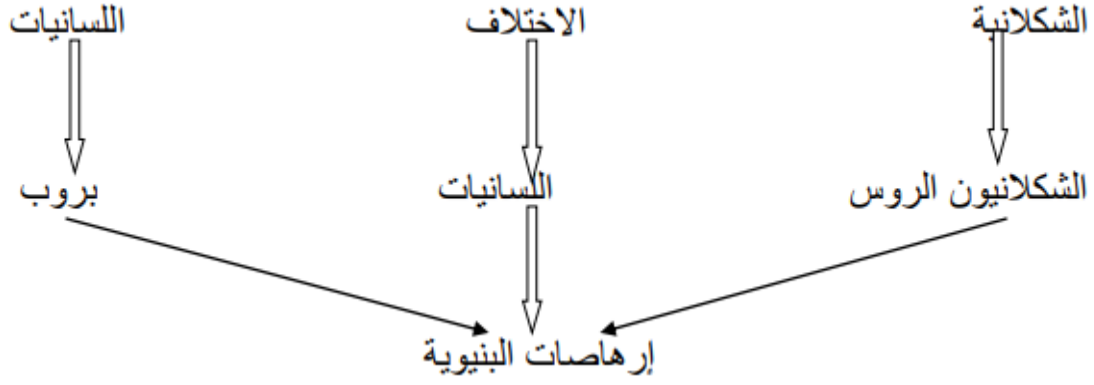 الشكلانية الاختلاف اللسانيات
الشكلانيون الروس اللسانيات بروب
إرهاصات البنيوية